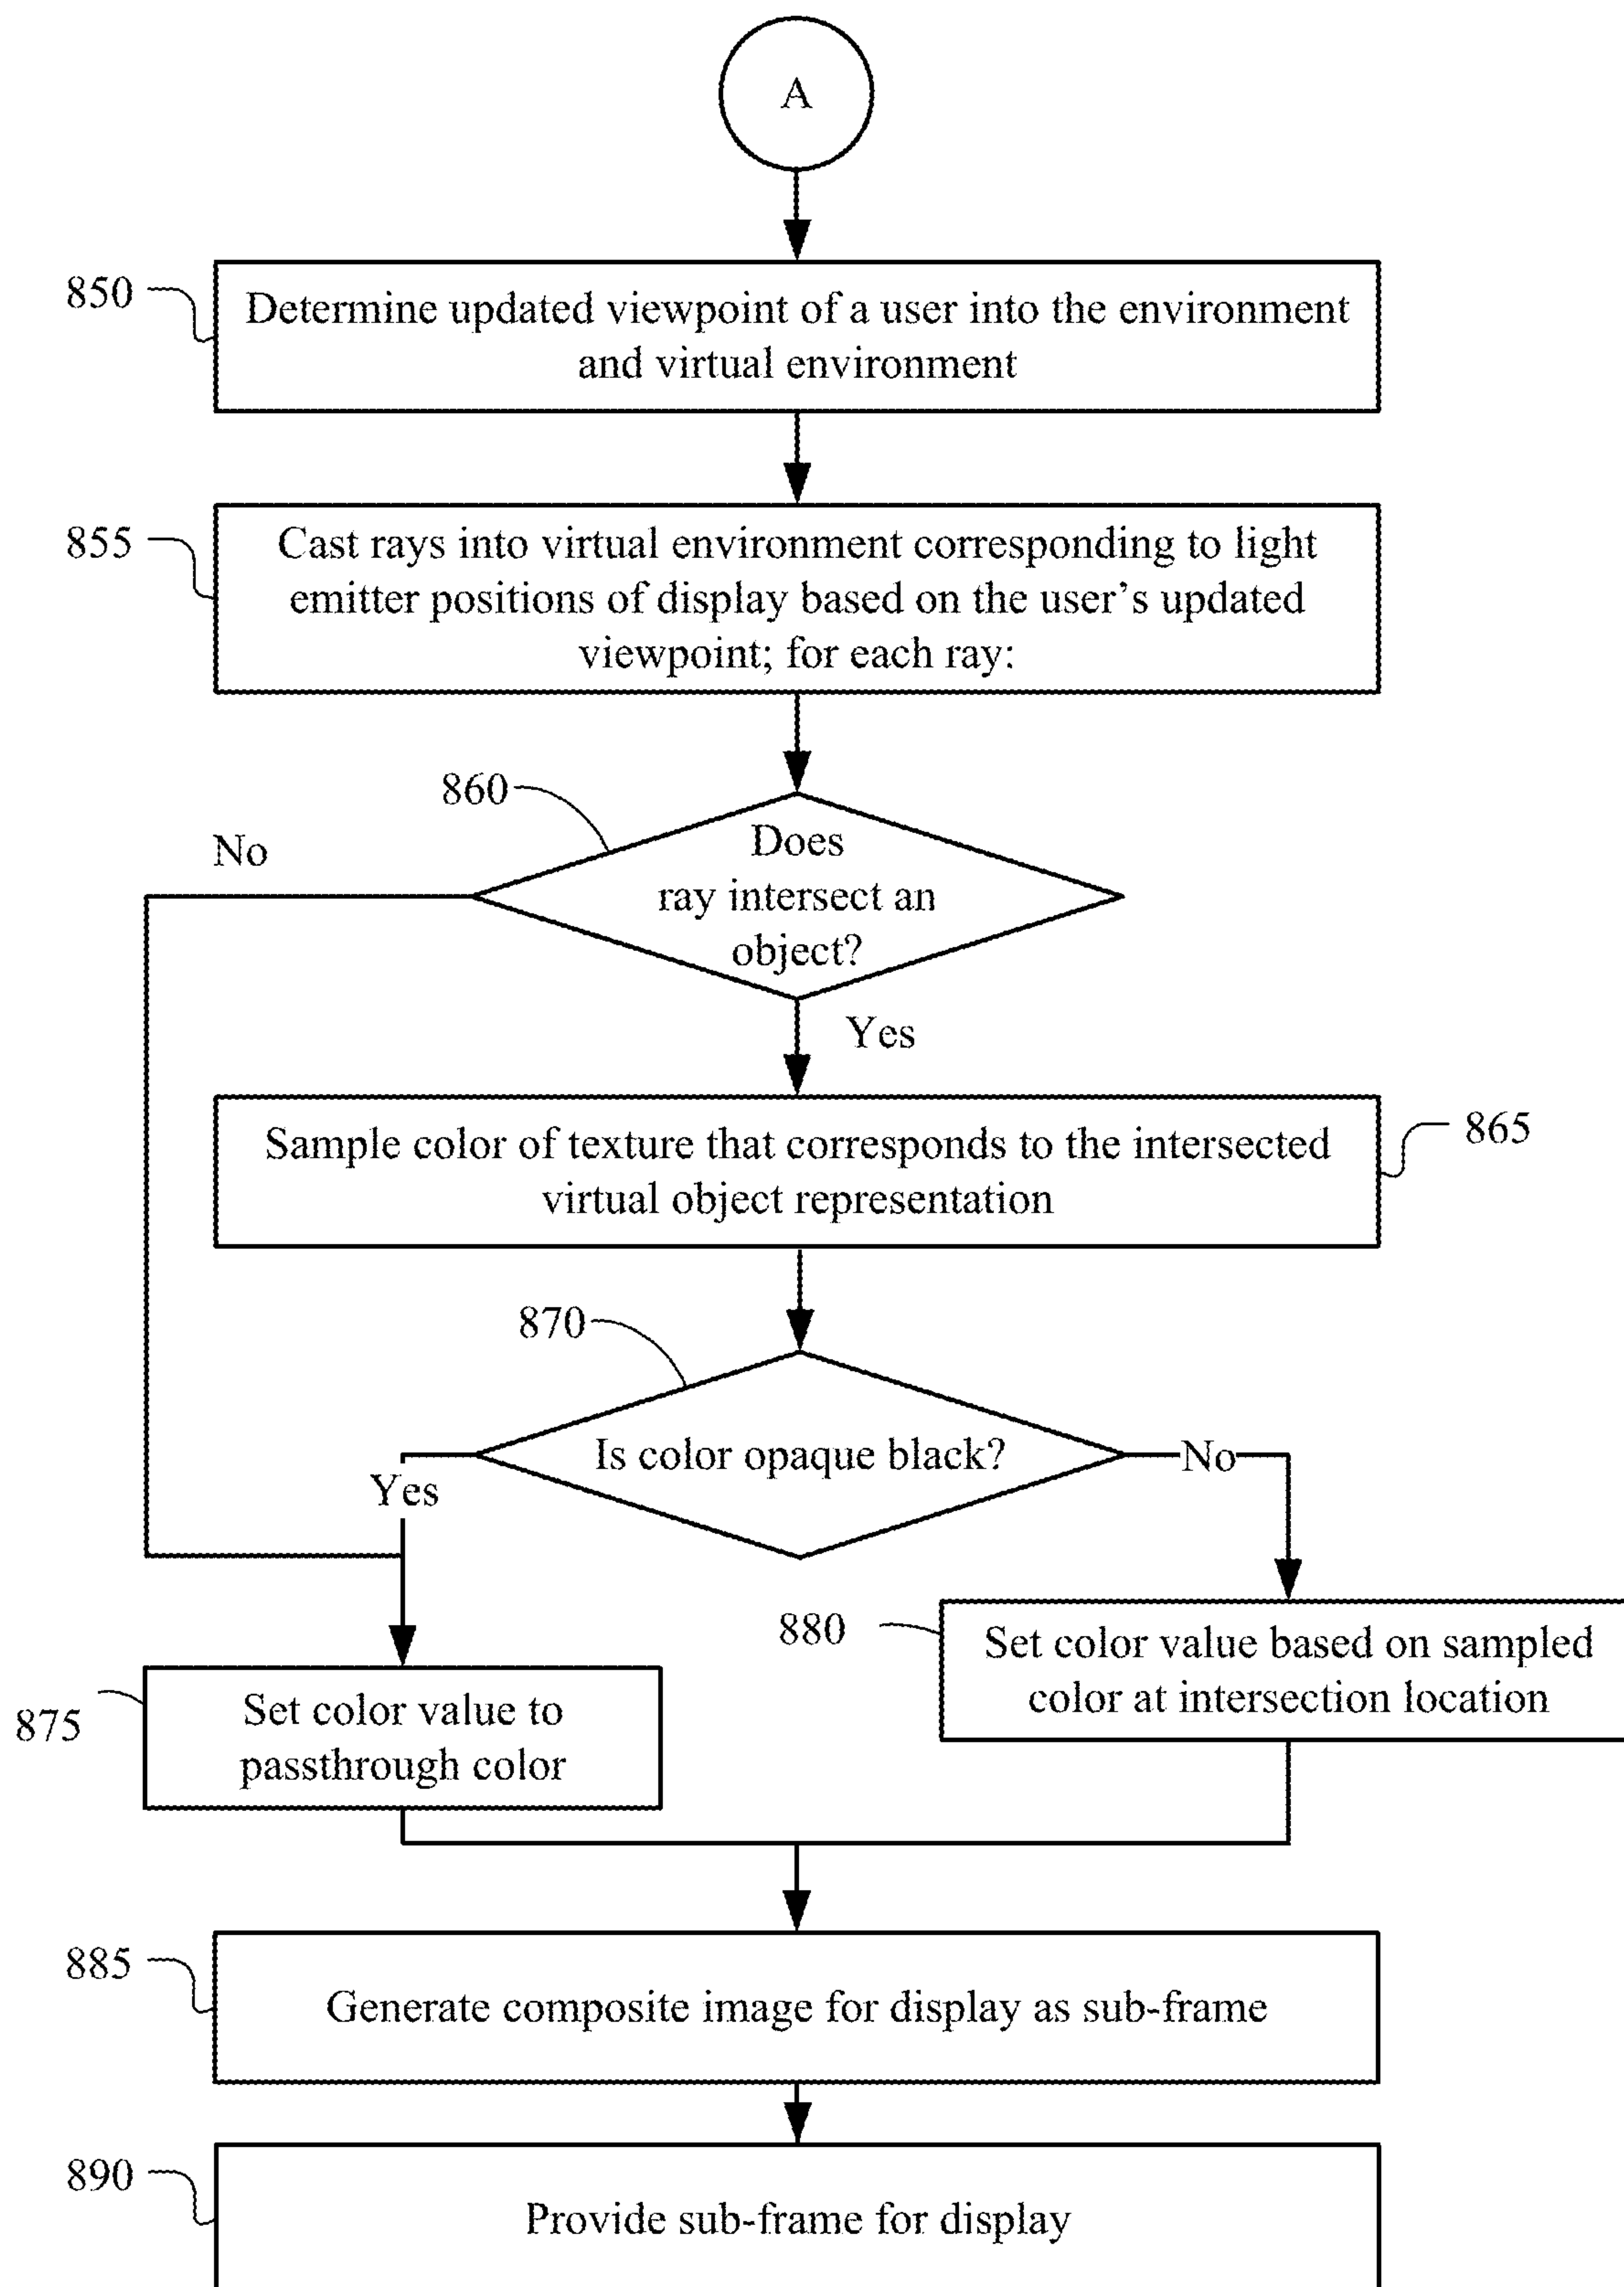 A
850
Determine updated viewpoint of a user into the environment
and virtual environment
855
Cast rays into virtual environment corresponding to light
emitter positions of display based on the user's updated
viewpoint; for each ray:
860
No
Does
ray intersect an
object?
Yes
865
Sample color of texture that corresponds to the intersected
virtual object representation
870
Is color opaque black?
Yes
No
875
Set color value to
passthrough color
880
Set color value based on sampled
color at intersection location
885
Generate composite image for display as sub-frame
890
Provide sub-frame for display